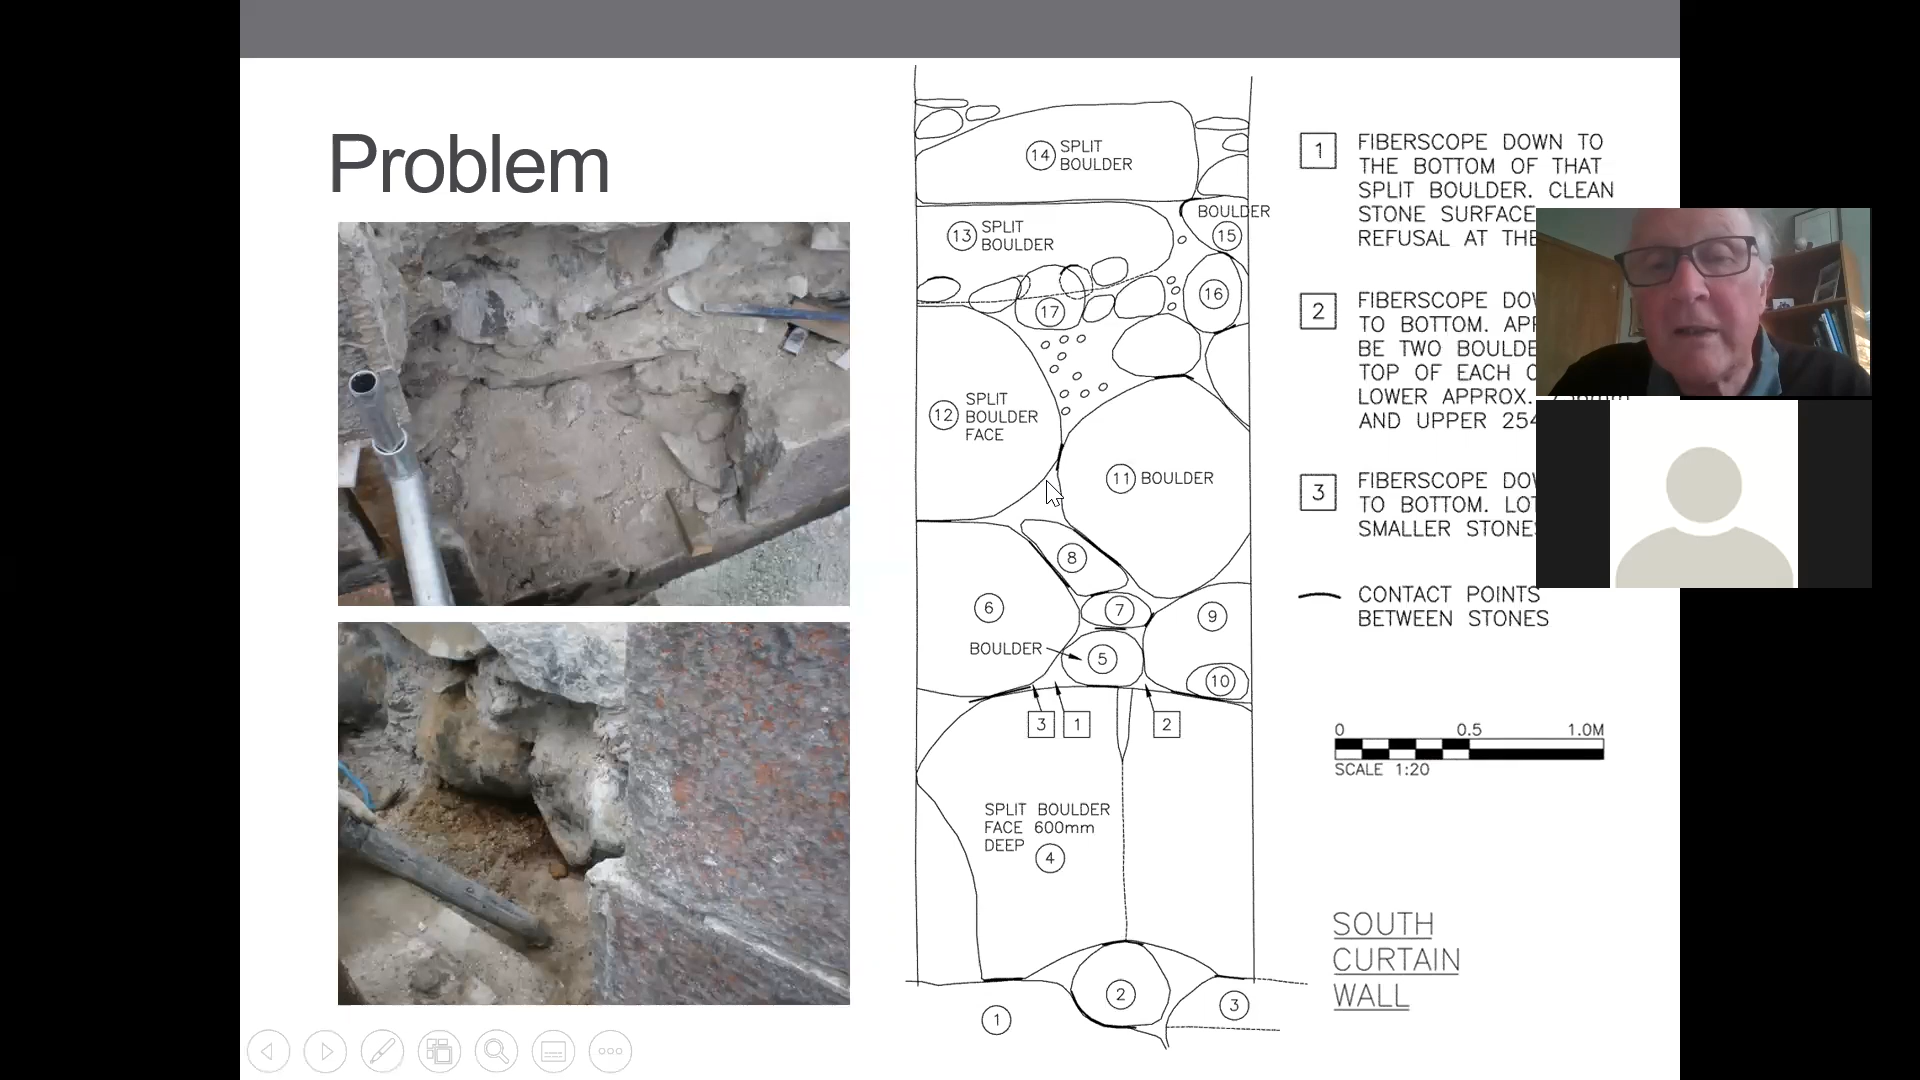 Problem
14 SPLIT
BOULDER
13 SPLIT
BOULDER
BOULDER
15
16
17
12 SPLIT
BOULDER
FACE
11 BOULDER
8
6
7
9
BOULDER
5
10
3 1 2
SPLIT BOULDER
FACE 600mm
DEEP
4
2
1
3
1 FIBERSCOPE DOWN TO
THE BOTTOM OF THAT
SPLIT BOULDER. CLEAN
STONE SURFACE
REFUSAL AT THE
2 FIBERSCOPE
TO BOTTOM.
BE TWO
TOP OF EACH
LOWER APPROX.
AND UPPER 254
3 FIBERSCOPE
TO BOTTOM.
SMALLER
CONTACT POINTS
BETWEEN STONES
0 0.5 1.0M
SCALE 1:20
SOUTH
CURTAIN
WALL